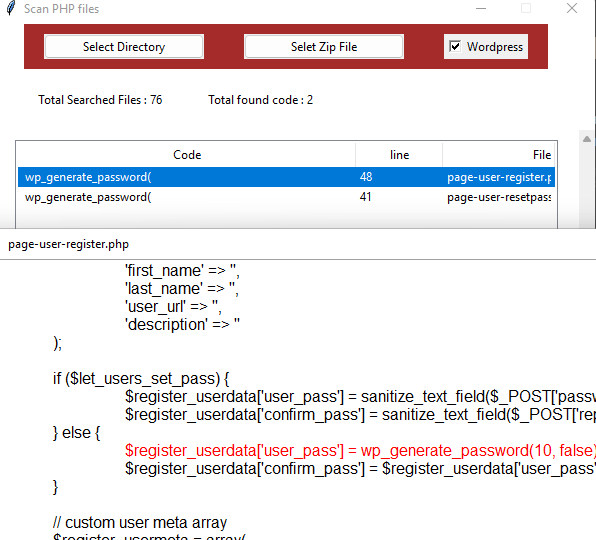 Scan PHP files
Select Directory Selet Zip File Wordpress
Total Searched Files : 76 Total found code : 2
Code line File
wp_generate_password( 48 page-user-register.p
wp_generate_password( 41 page-user-resetpass
page-user-register.php
'first_name' => '',
'last_name' => '',
'user_url' => '',
'description' => ''
);
if ($let_users_set_pass) {
$register_userdata['user_pass'] = sanitize_text_field($_POST['passw
$register_userdata['confirm_pass'] = sanitize_text_field($_POST['rep
} else {
$register_userdata['user_pass'] = wp_generate_password(10, false)
$register_userdata['confirm_pass'] = $register_userdata['user_pass'
}
// custom user meta array
$register_usermeta = array(